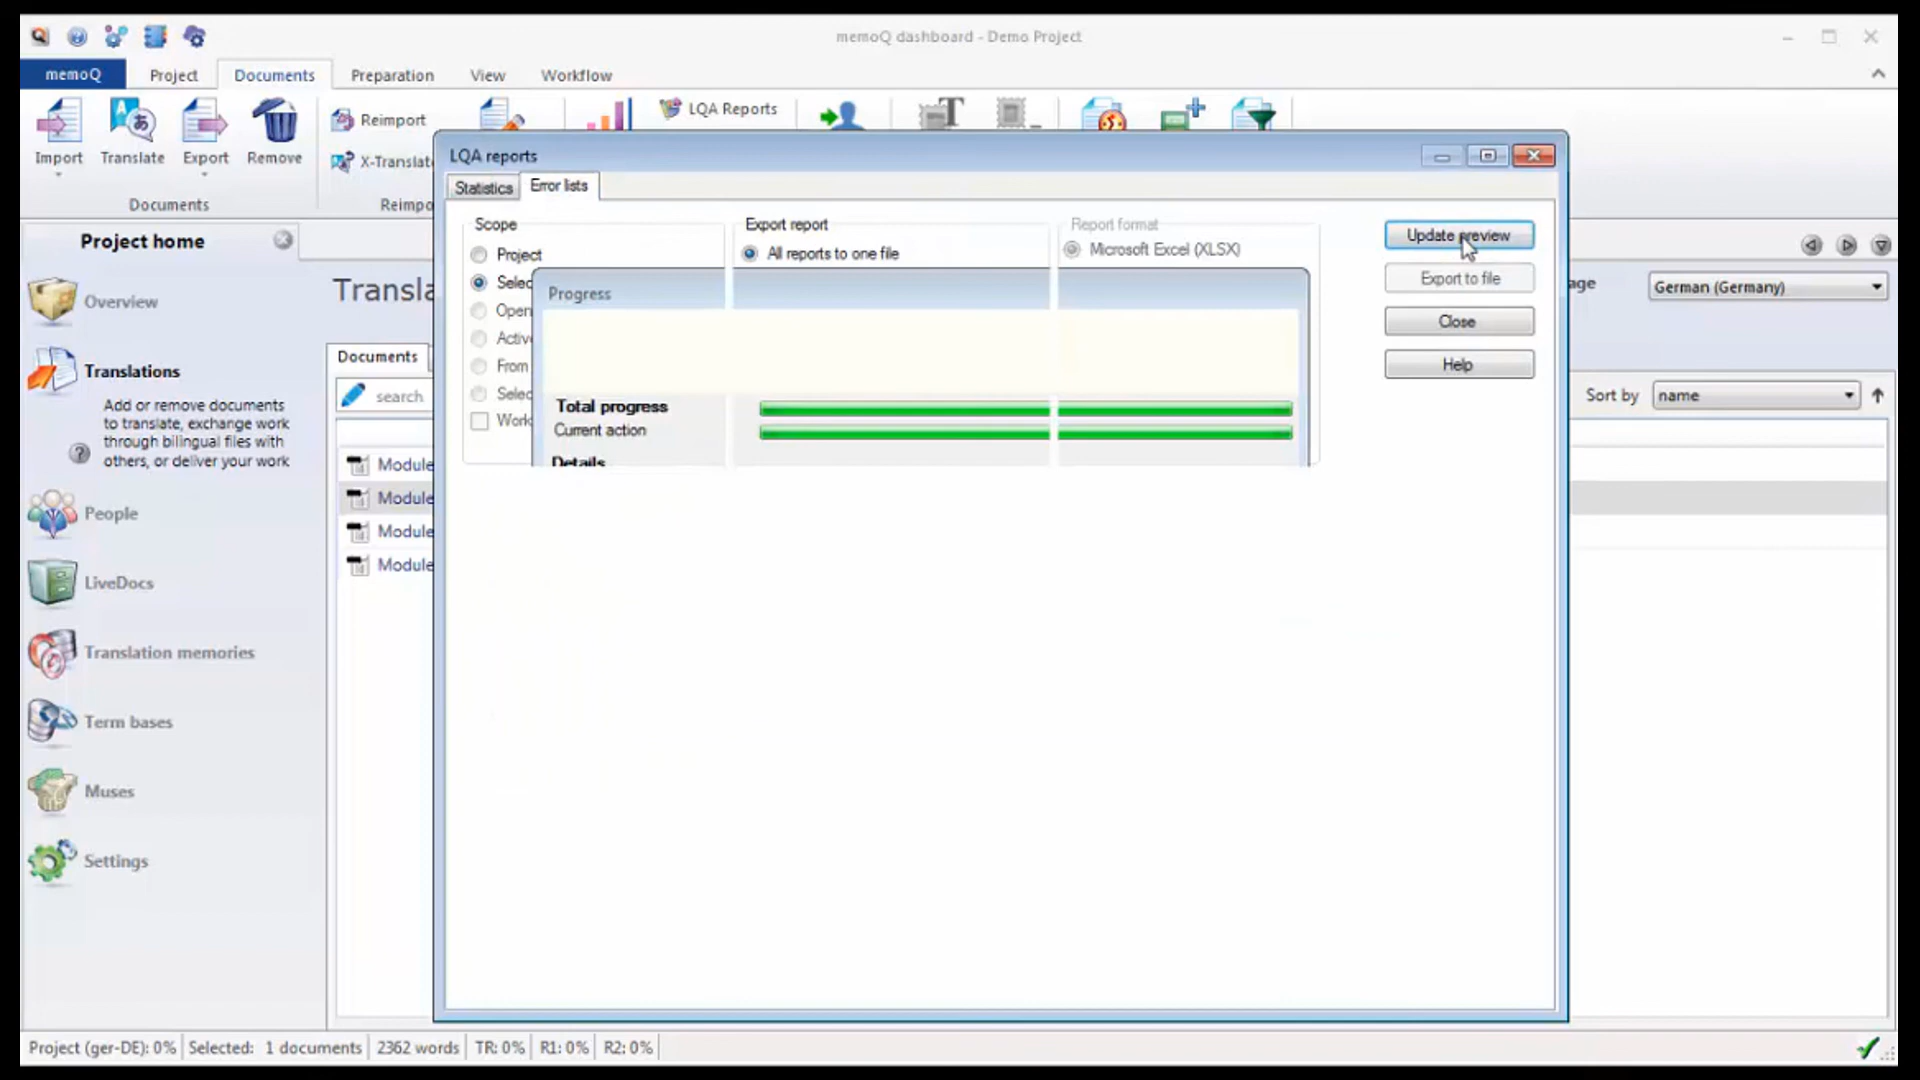 memoQ dashboard - Demo Project
memoQ
Project
Documents
Preparation
View
Workflow
Import
Translate
Export
Remove
Reimport
X-Translat
LQA Reports
Documents
Reimpo
LQA reports
Statistics
Error lists
Scope
Project
Selec
Open
Active
From
Selec
Work
Export report
All reports to one file
Report format
Microsoft Excel (XLSX)
Update preview
Export to file
Close
Help
Progress
Total progress
Current action
Details
Project home
Overview
Translations
Add or remove documents
to translate, exchange work
through bilingual files with
others, or deliver your work
People
LiveDocs
Translation memories
Term bases
Muses
Settings
Transla
age
German (Germany)
Documents
search
Sort by
name
Module
Module
Module
Module
Project (ger-DE): 0%
Selected: 1 documents
2362 words
TR: 0%
R1: 0%
R2: 0%